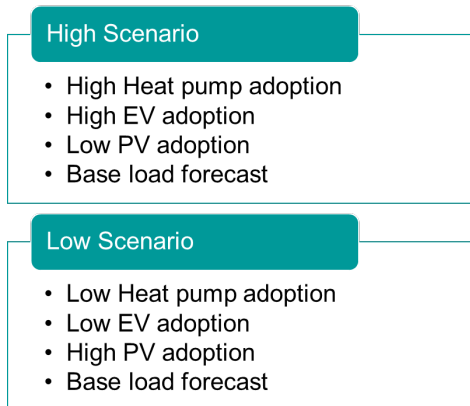 High Scenario
• High Heat pump adoption
• High EV adoption
• Low PV adoption
• Base load forecast
Low Scenario
• Low Heat pump adoption
• Low EV adoption
• High PV adoption
• Base load forecast